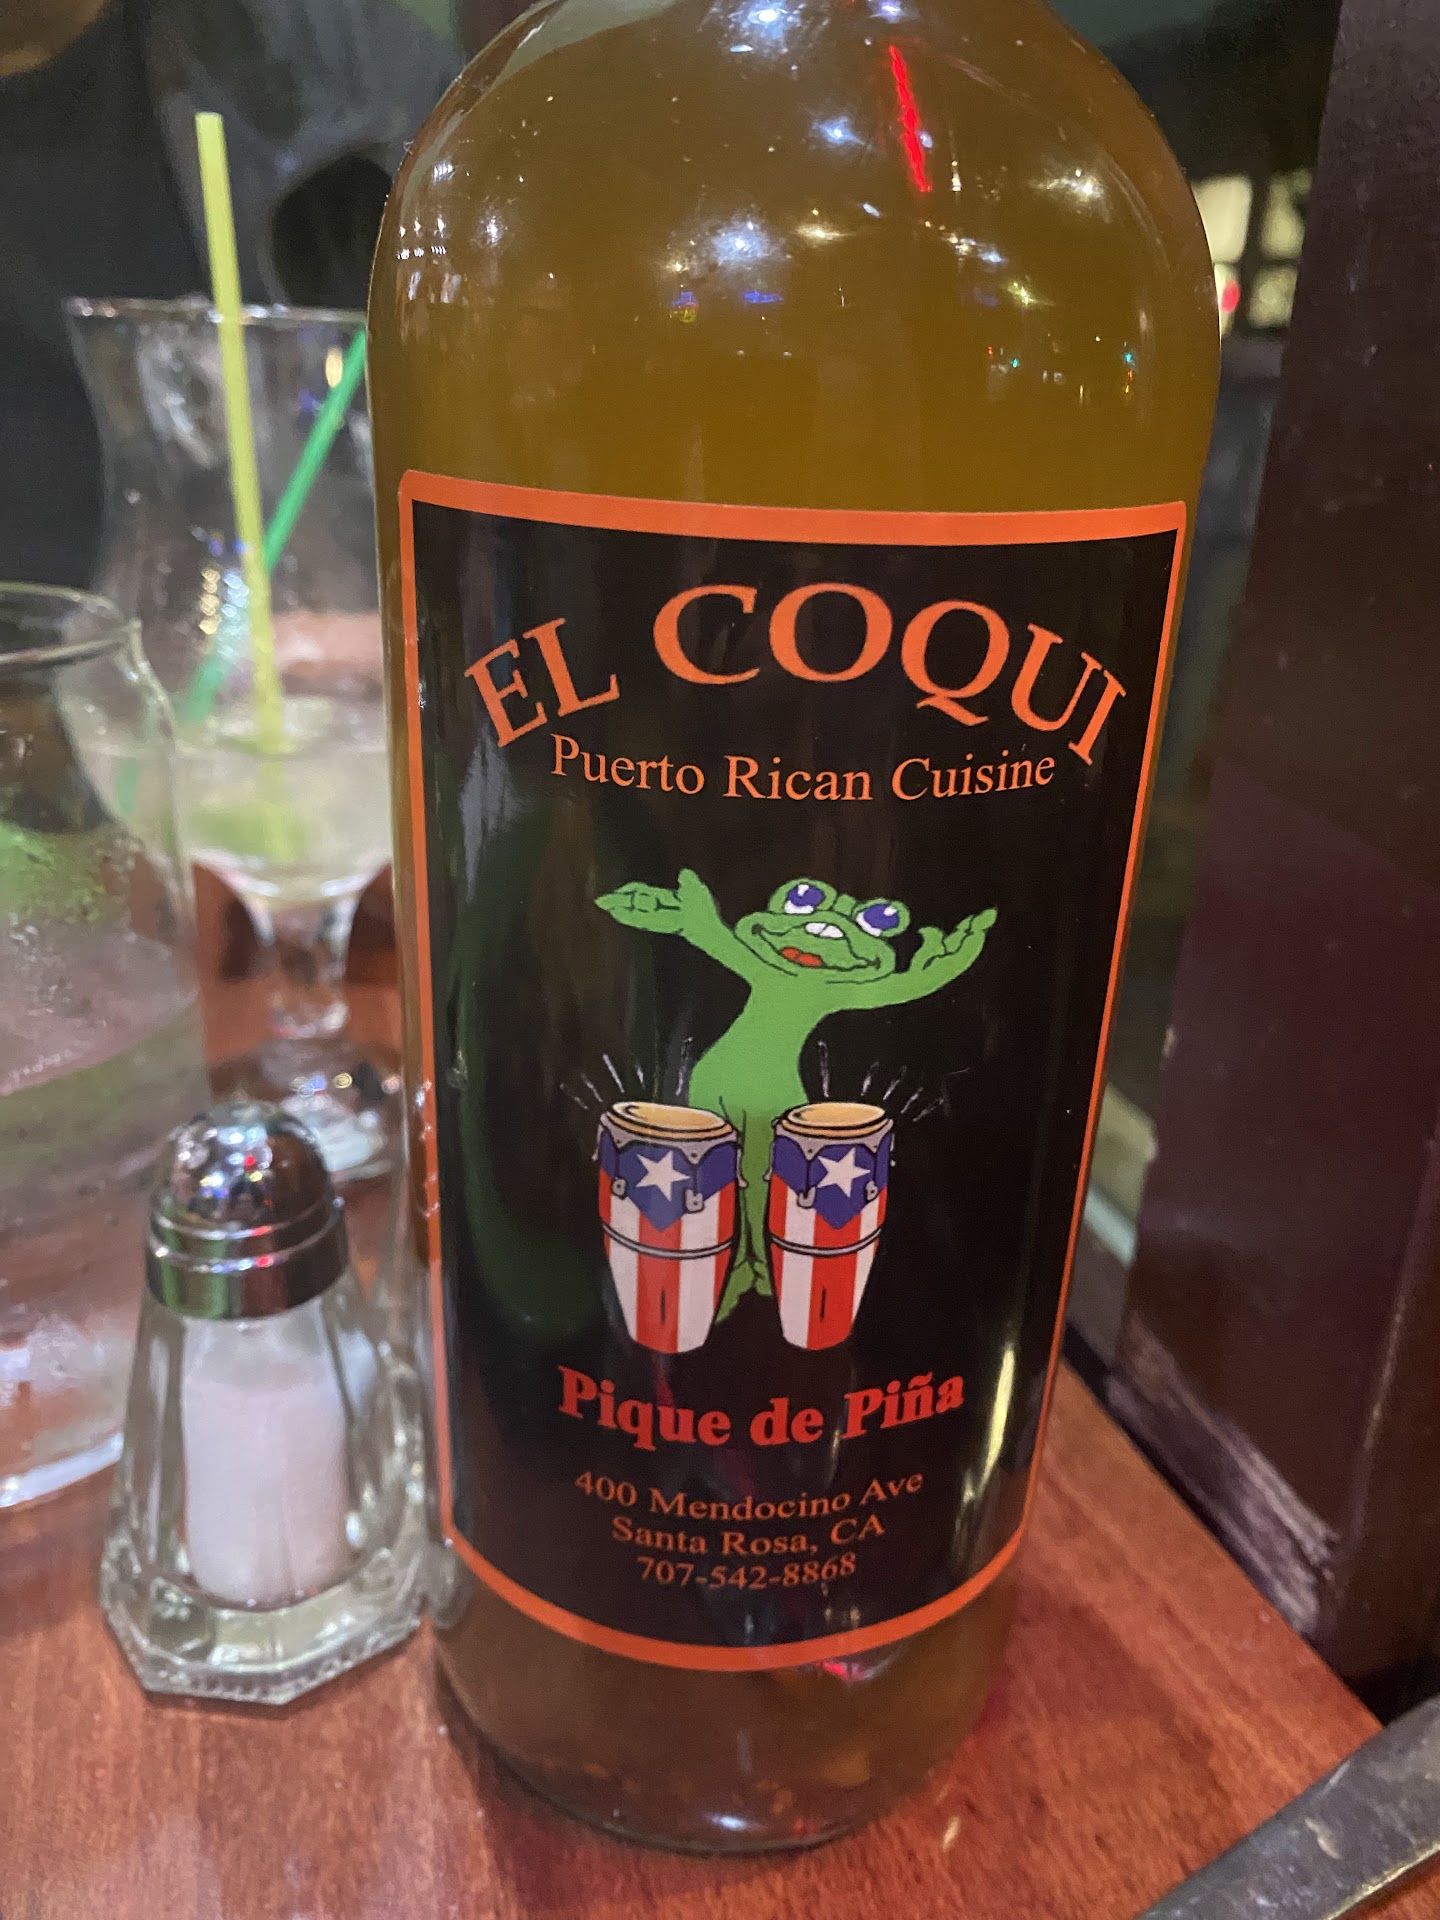 EL COQUI
Puerto Rican Cuisine
Pique de Piña
400 Mendocino Ave
Santa Rosa, CA
707-542-8868